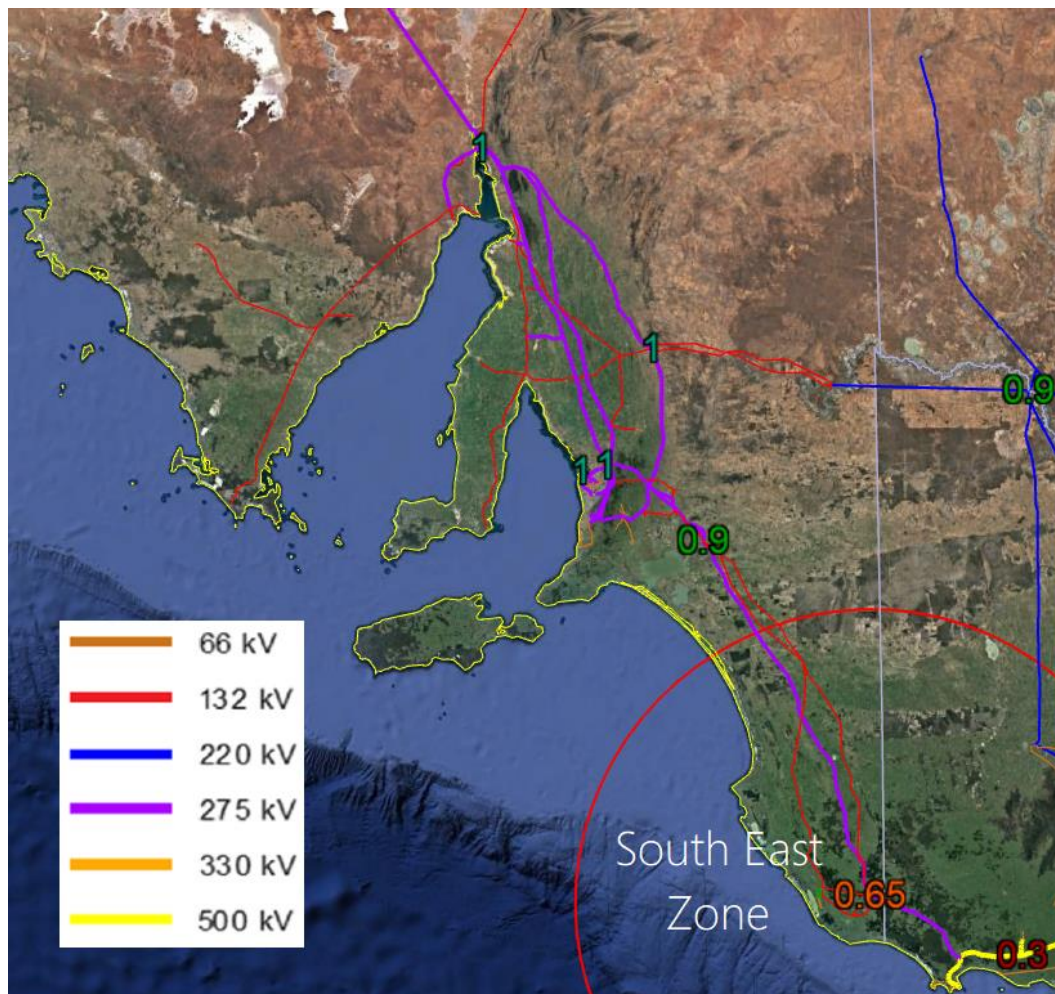 1
1
0.9
1 1
0.9
66 kV
132 kV
220 kV
275 kV
330 kV
500 kV
South East
Zone
0.65
0.3